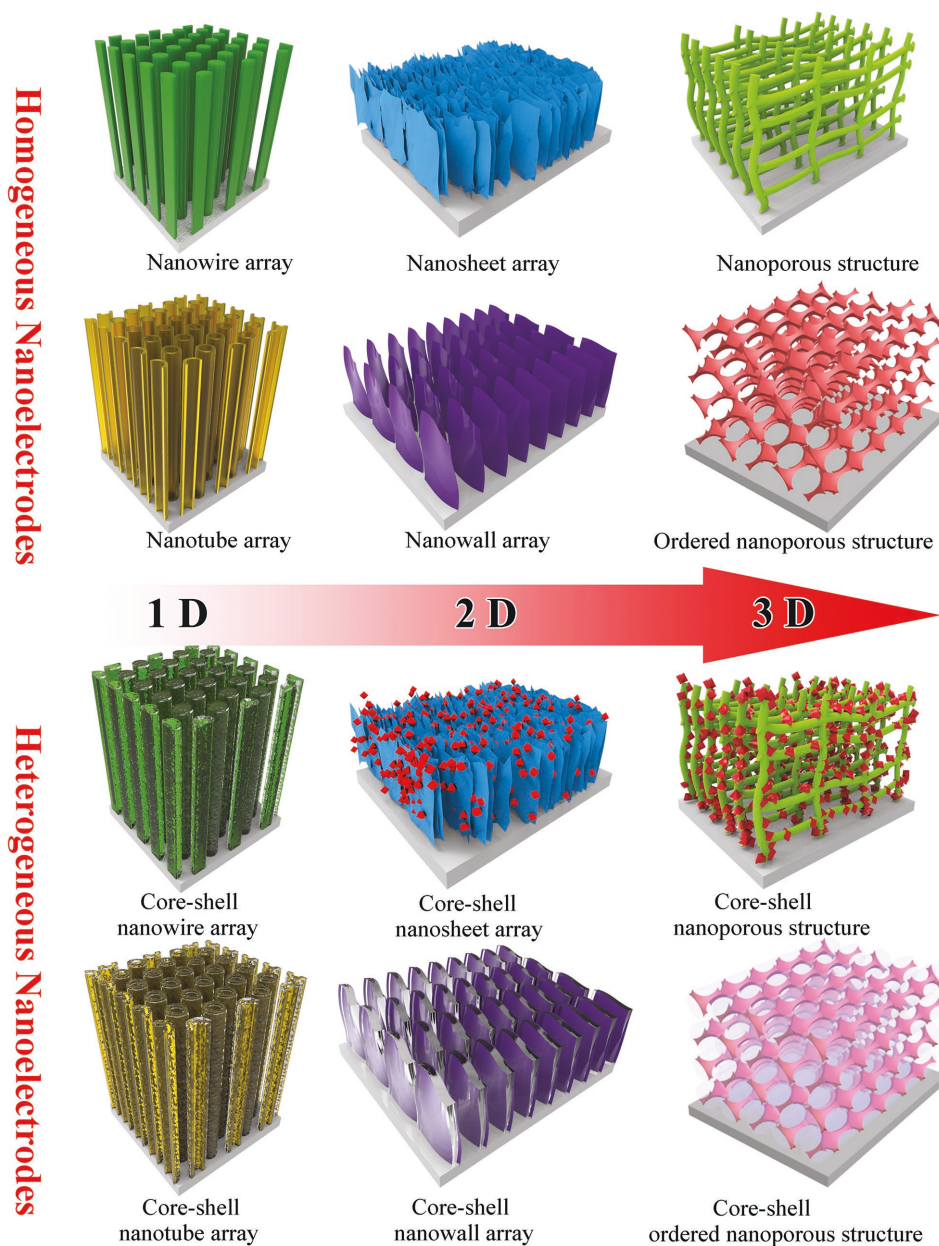 Homogeneous Nanoelectrodes
Nanowire array
Nanosheet array
Nanoporous structure
Nanotube array
Nanowall array
Ordered nanoporous structure
1 D
2 D
3 D
Heterogeneous Nanoelectrodes
Core-shell
nanowire array
Core-shell
nanosheet array
Core-shell
nanoporous structure
Core-shell
nanotube array
Core-shell
nanowall array
Core-shell
ordered nanoporous structure